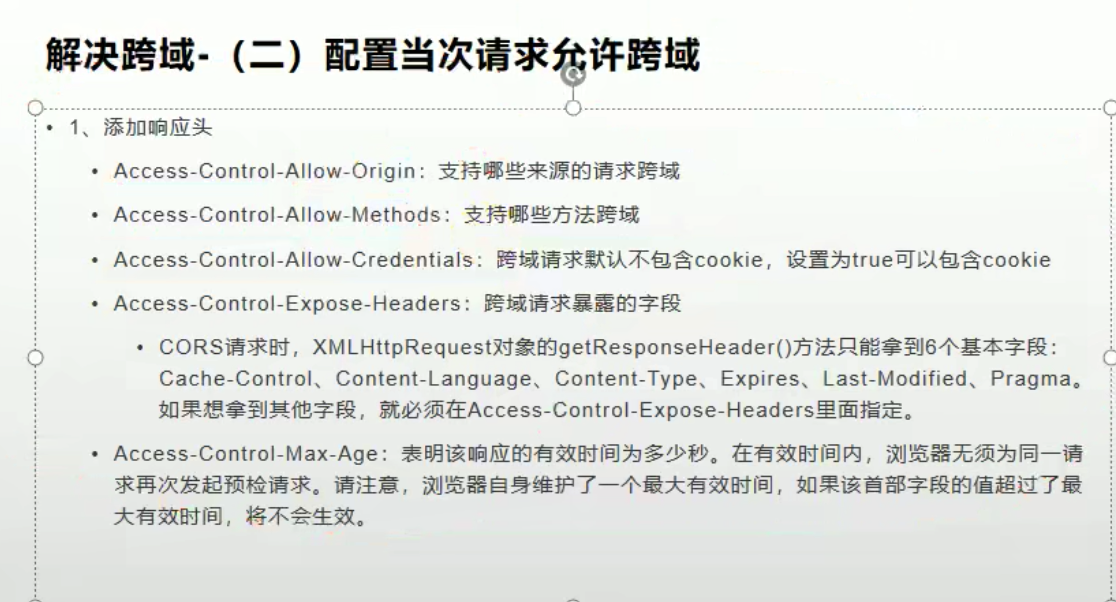 解决跨域-（二）配置当次请求允许跨域
• 1、添加响应头
• Access-Control-Allow-Origin：支持哪些来源的请求跨域
• Access-Control-Allow-Methods：支持哪些方法跨域
• Access-Control-Allow-Credentials：跨域请求默认不包含cookie，设置为true可以包含cookie
• Access-Control-Expose-Headers：跨域请求暴露的字段
• CORS请求时，XMLHttpRequest对象的getResponseHeader()方法只能拿到6个基本字段：
Cache-Control、Content-Language、Content-Type、Expires、Last-Modified、Pragma。
如果想拿到其他字段，就必须在Access-Control-Expose-Headers里面指定。
• Access-Control-Max-Age：表明该响应的有效时间为多少秒。在有效时间内，浏览器无须为同一请
求再次发起预检请求。请注意，浏览器自身维护了一个最大有效时间，如果该首部字段的值超过了最
大有效时间，将不会生效。